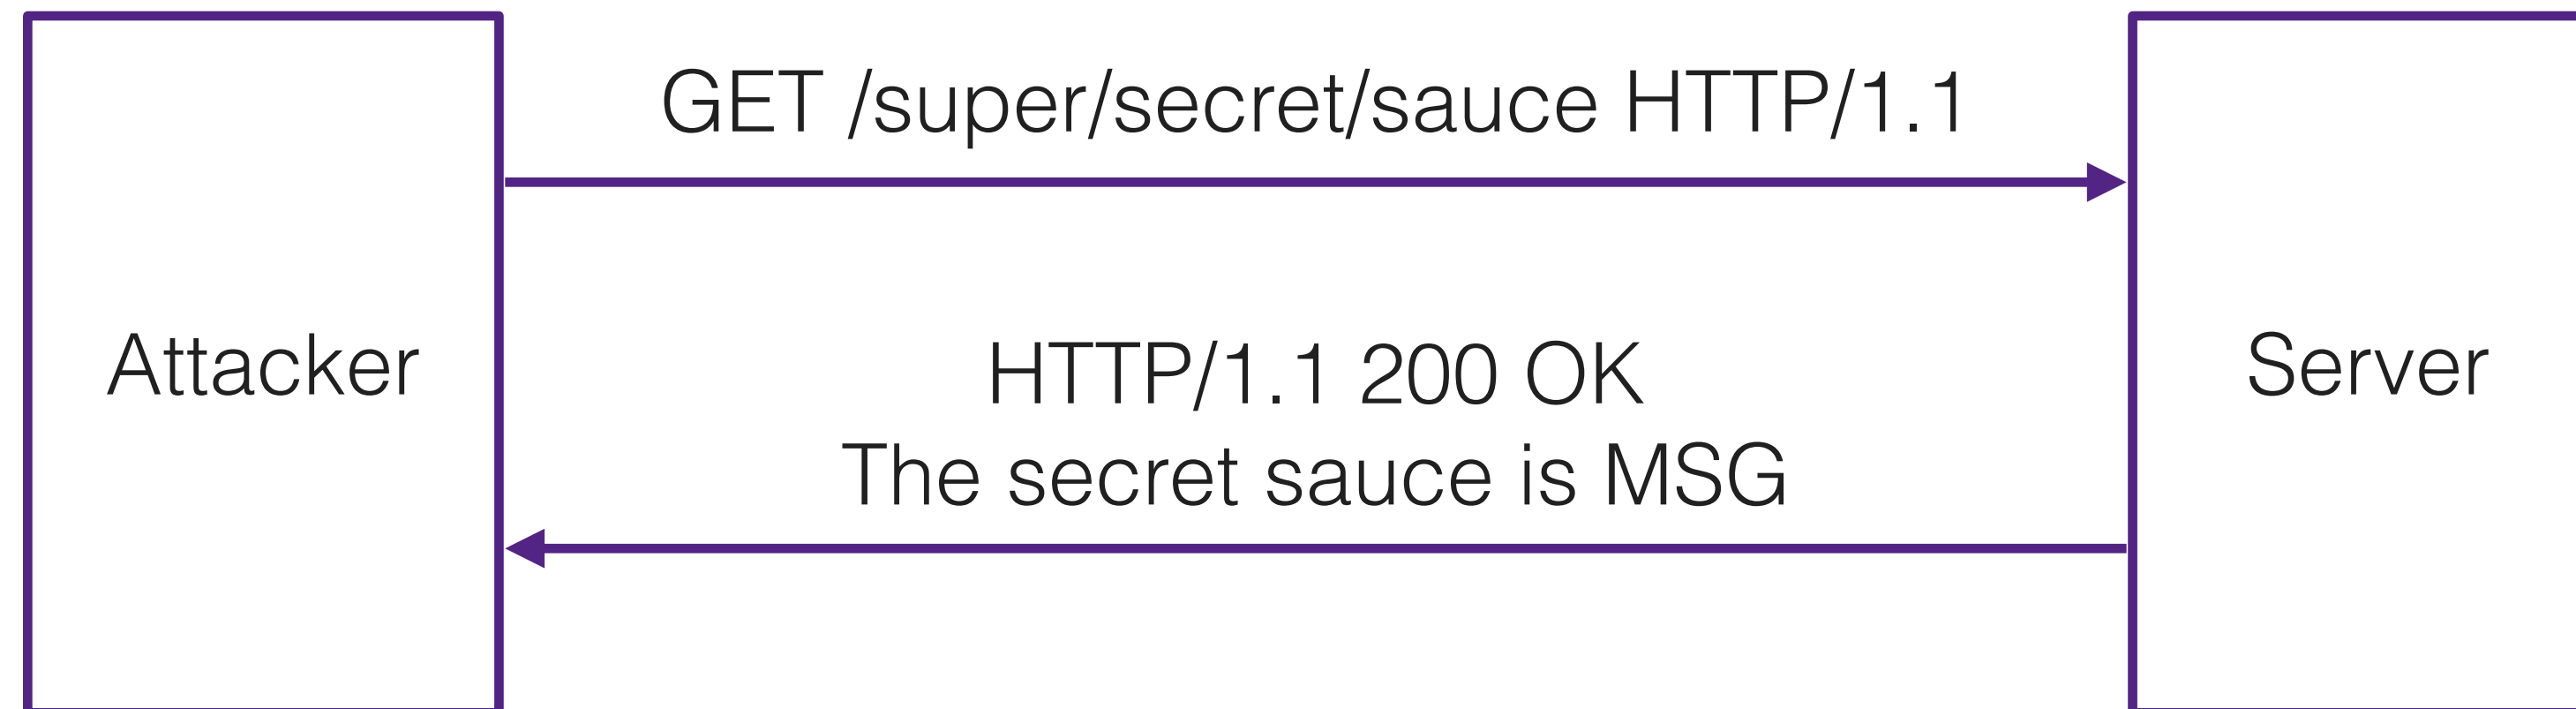 GET /super/secret/sauce HTTP/1.1
Attacker
HTTP/1.1 200 OK
The secret sauce is MSG
Server